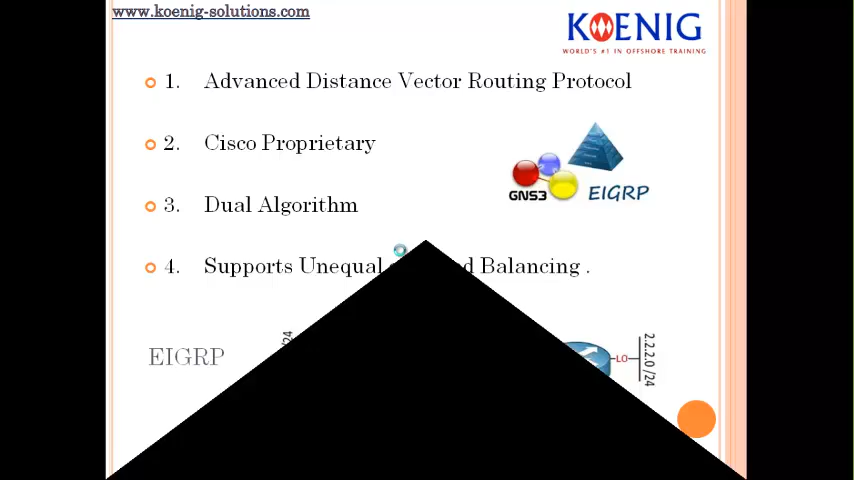 www.koenig-solutions.com
KOENIG
WORLD'S #1 IN OFFSHORE TRAINING
1. Advanced Distance Vector Routing Protocol
2. Cisco Proprietary
GNS3 EIGRP
3. Dual Algorithm
4. Supports Unequal Balancing .
EIGRP
/24
LO
2.2.2.0 /24